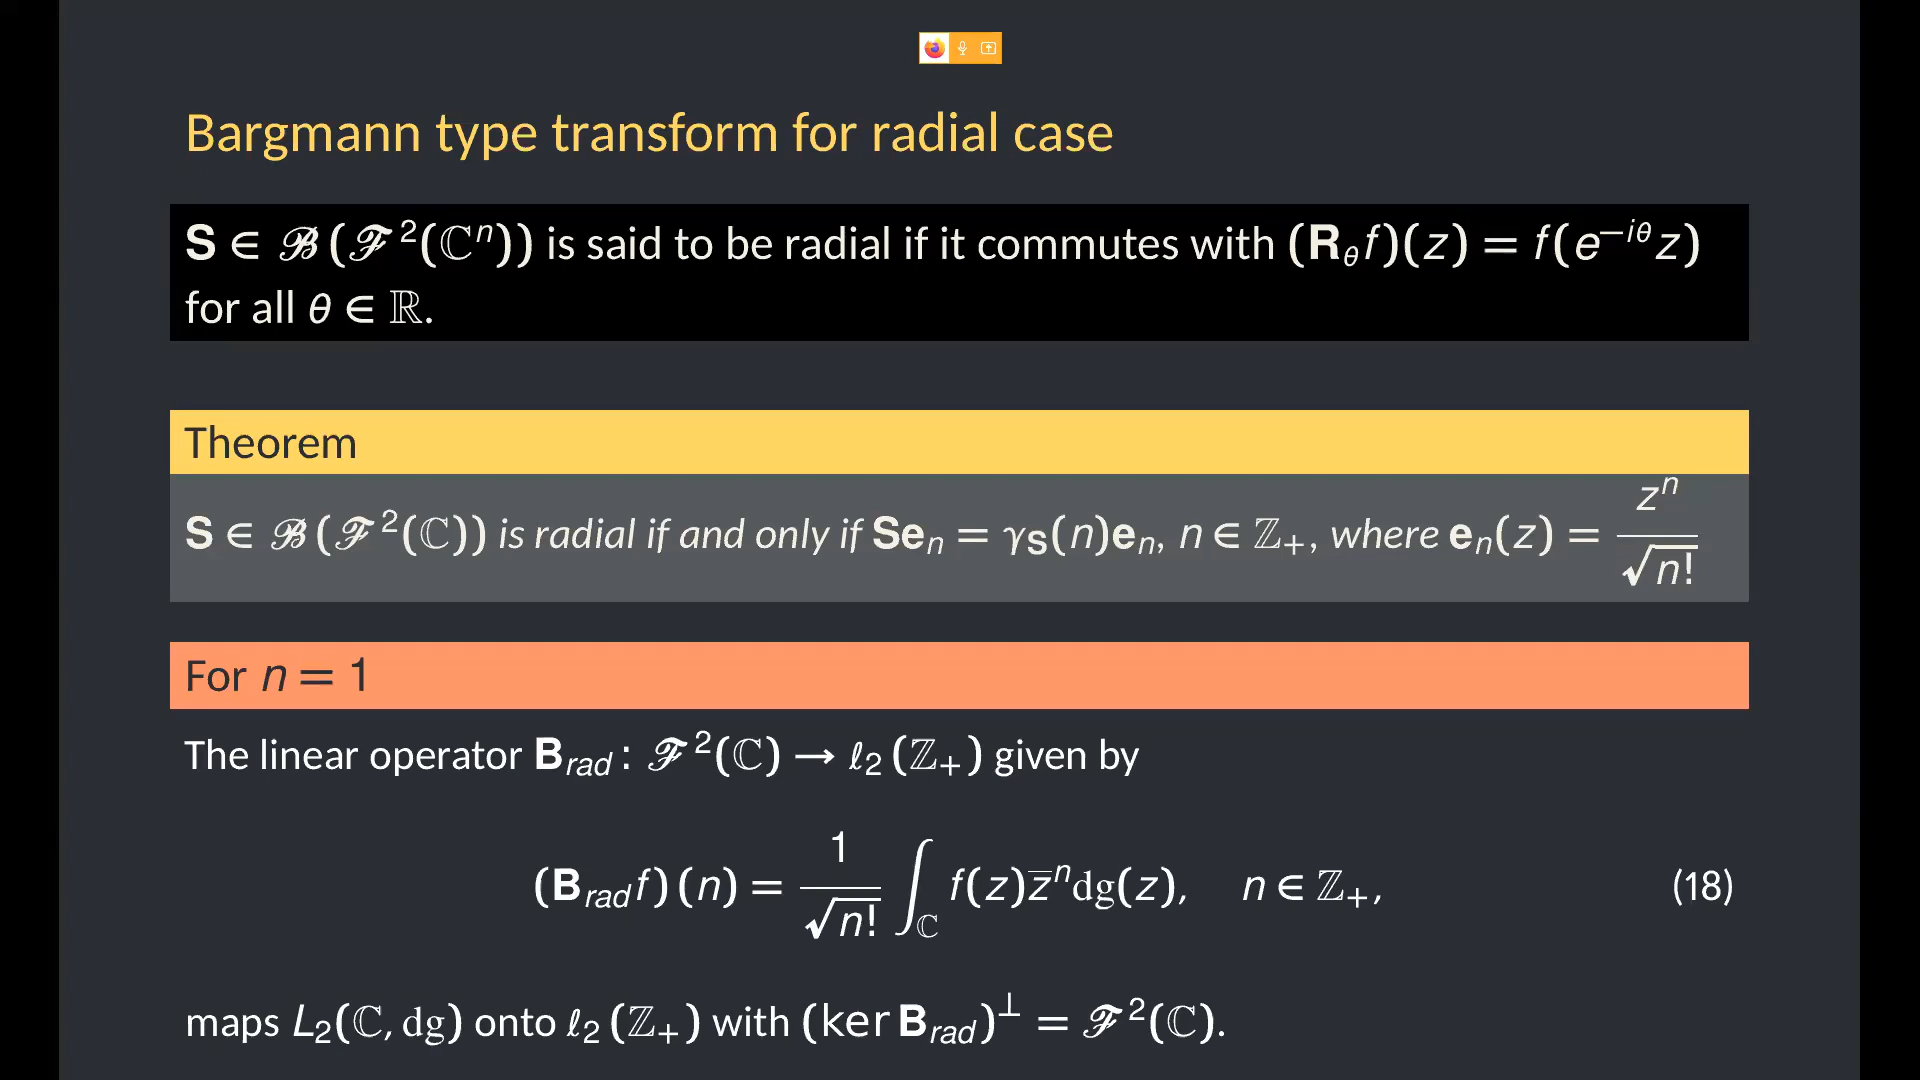 Bargmann type transform for radial case
𝐒 ∈ ℬ(ℱ²(ℂⁿ)) is said to be radial if it commutes with (𝐑_θ f)(z) = f(e^{−iθ}z)
for all θ ∈ ℝ.
Theorem
𝐒 ∈ ℬ(ℱ²(ℂ)) is radial if and only if 𝐒𝐞_n = γ_𝐒(n)𝐞_n, n ∈ ℤ₊, where 𝐞_n(z) = zⁿ/√n!
For n = 1
The linear operator 𝐁_rad : ℱ²(ℂ) → ℓ₂(ℤ₊) given by
(𝐁_rad f)(n) = 1/√n! ∫_ℂ f(z)z̅ⁿdg(z), n ∈ ℤ₊, (18)
maps L₂(ℂ, dg) onto ℓ₂(ℤ₊) with (ker 𝐁_rad)^⊥ = ℱ²(ℂ).